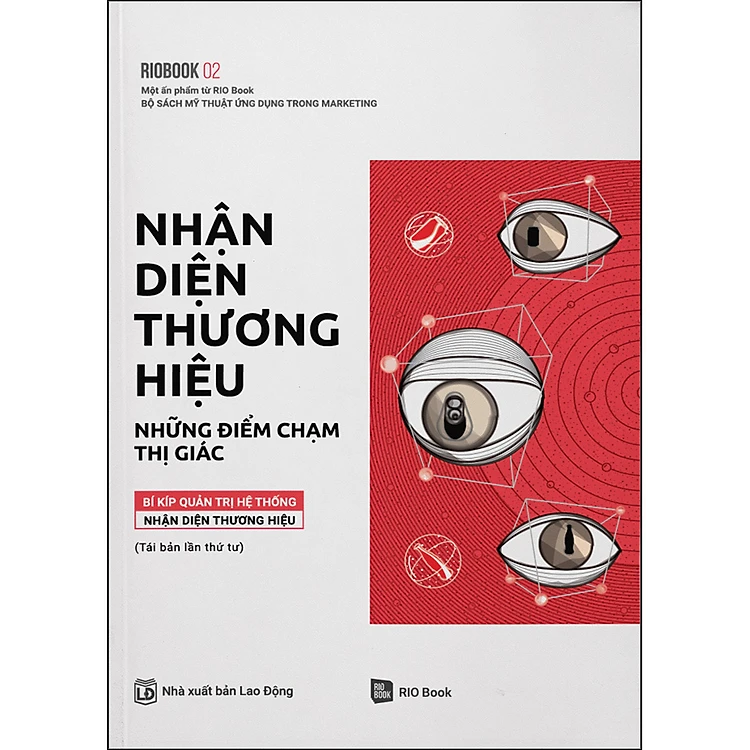 RIOBOOK 02
Một ấn phẩm từ RIO Book
BỘ SÁCH MỸ THUẬT ỨNG DỤNG TRONG MARKETING
NHẬN
DIỆN
THƯƠNG
HIỆU
NHỮNG ĐIỂM CHẠM
THỊ GIÁC
BÍ KÍP QUẢN TRỊ HỆ THỐNG
NHẬN DIỆN THƯƠNG HIỆU
(Tái bản lần thứ tư)
LĐ Nhà xuất bản Lao Động
RIO BOOK RIO Book